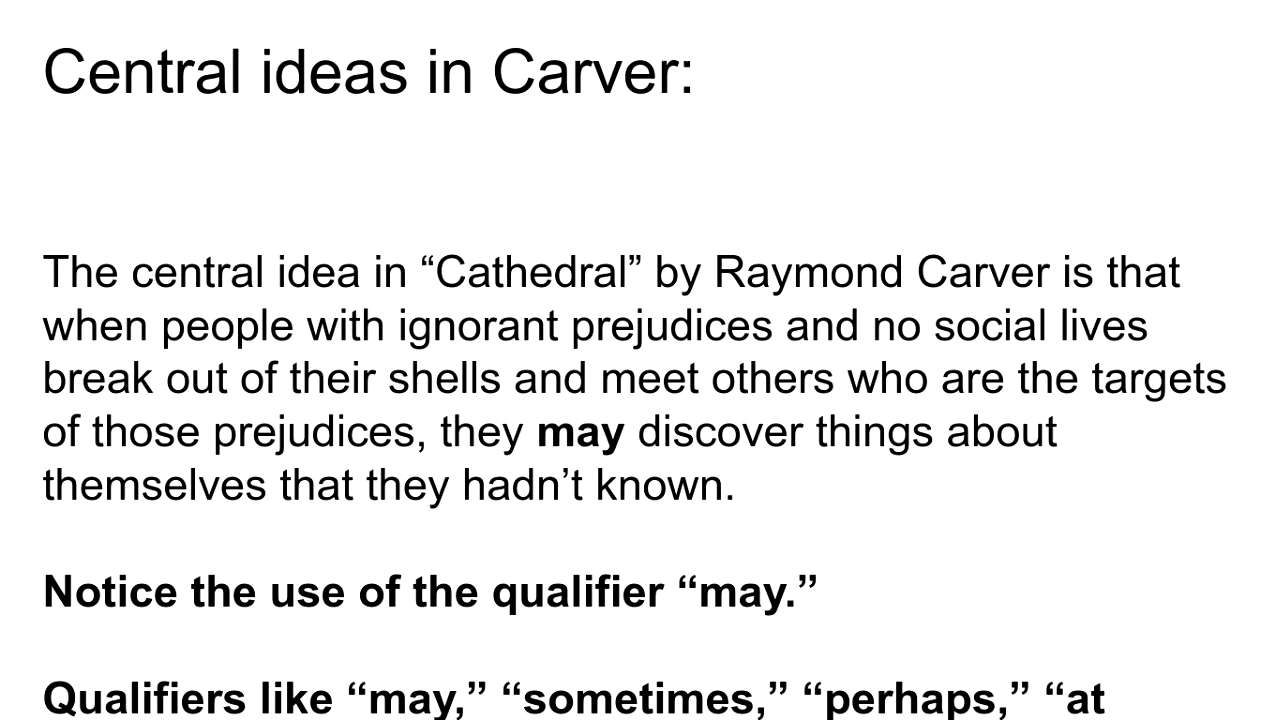 Central ideas in Carver:
The central idea in “Cathedral” by Raymond Carver is that
when people with ignorant prejudices and no social lives
break out of their shells and meet others who are the targets
of those prejudices, they may discover things about
themselves that they hadn’t known.
Notice the use of the qualifier “may.”
Qualifiers like “may,” “sometimes,” “perhaps,” “at